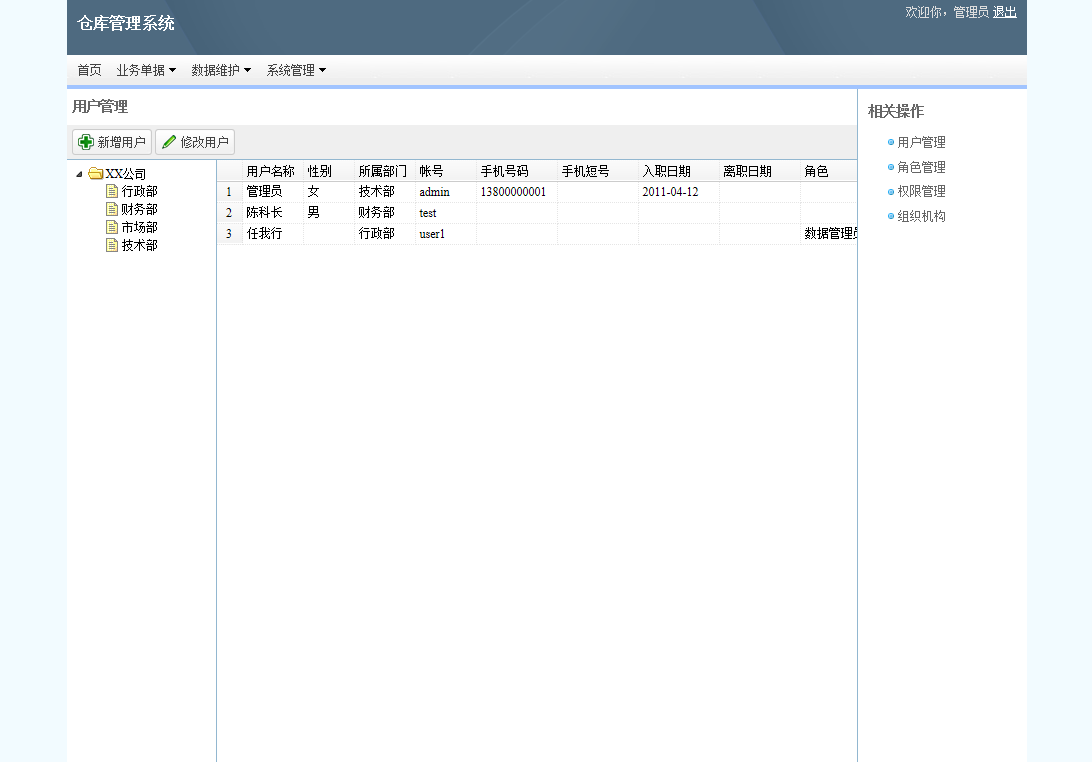 仓库管理系统
欢迎你，管理员 退出
首页 业务单据 数据维护 系统管理
用户管理
新增用户 修改用户
XX公司
行政部
财务部
市场部
技术部
用户名称 性别 所属部门 帐号 手机号码 手机短号 入职日期 离职日期 角色
1 管理员 女 技术部 admin 13800000001 2011-04-12
2 陈科长 男 财务部 test
3 任我行 行政部 user1 数据管理员
相关操作
用户管理
角色管理
权限管理
组织机构